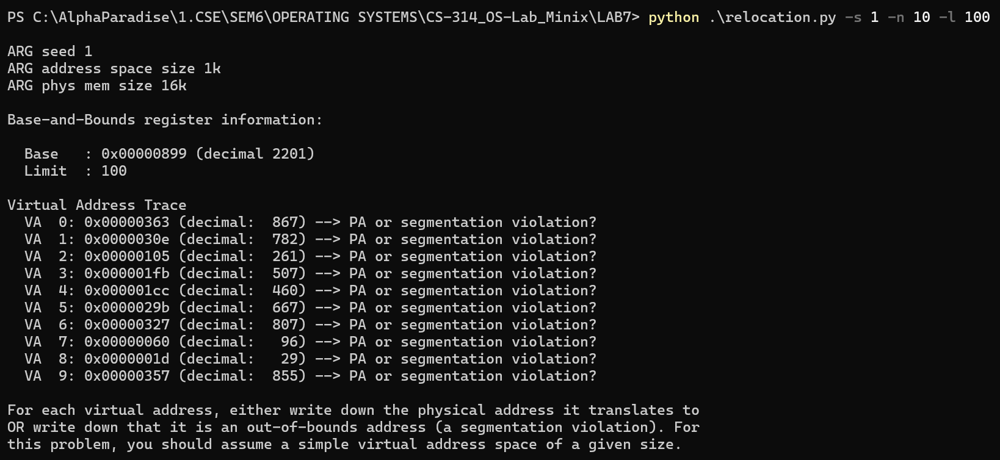 PS C:\AlphaParadise\1.CSE\SEM6\OPERATING SYSTEMS\CS-314_OS-Lab_Minix\LAB7> python .\relocation.py -s 1 -n 10 -l 100
ARG seed 1
ARG address space size 1k
ARG phys mem size 16k
Base-and-Bounds register information:
  Base   : 0x00000899 (decimal 2201)
  Limit  : 100
Virtual Address Trace
  VA  0: 0x00000363 (decimal:  867) --> PA or segmentation violation?
  VA  1: 0x0000030e (decimal:  782) --> PA or segmentation violation?
  VA  2: 0x00000105 (decimal:  261) --> PA or segmentation violation?
  VA  3: 0x000001fb (decimal:  507) --> PA or segmentation violation?
  VA  4: 0x000001cc (decimal:  460) --> PA or segmentation violation?
  VA  5: 0x0000029b (decimal:  667) --> PA or segmentation violation?
  VA  6: 0x00000327 (decimal:  807) --> PA or segmentation violation?
  VA  7: 0x00000060 (decimal:   96) --> PA or segmentation violation?
  VA  8: 0x0000001d (decimal:   29) --> PA or segmentation violation?
  VA  9: 0x00000357 (decimal:  855) --> PA or segmentation violation?
For each virtual address, either write down the physical address it translates to
OR write down that it is an out-of-bounds address (a segmentation violation). For
this problem, you should assume a simple virtual address space of a given size.